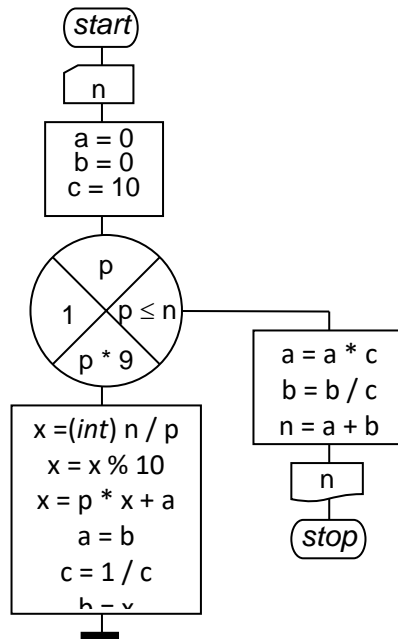 start
n
a = 0
b = 0
c = 10
p
1
p ≤ n
p * 9
x =(int) n / p
x = x % 10
x = p * x + a
a = b
c = 1 / c
b = x
a = a * c
b = b / c
n = a + b
n
stop